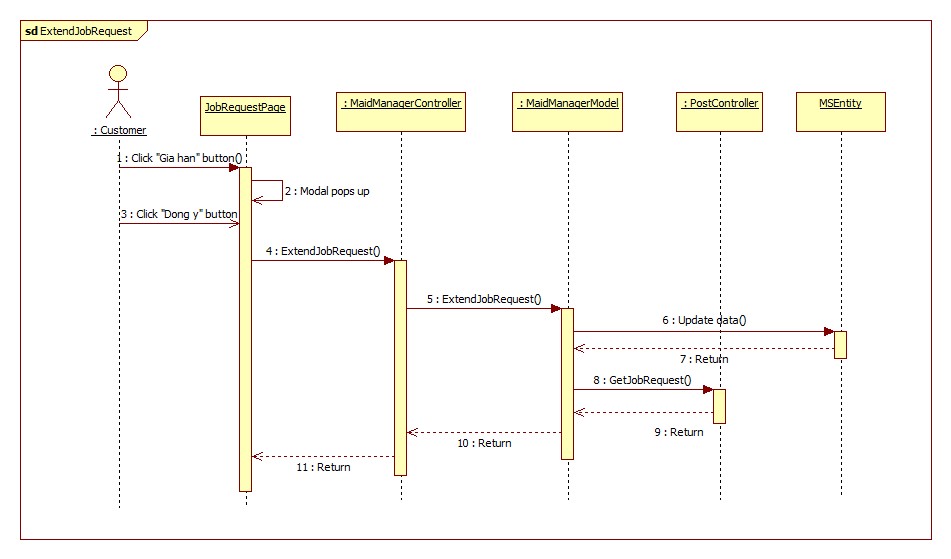 sd ExtendJobRequest
: Customer
JobRequestPage
: MaidManagerController
: MaidManagerModel
: PostController
MSEntity
1 : Click "Gia han" button()
2 : Modal pops up
3 : Click "Dong y" button
4 : ExtendJobRequest()
5 : ExtendJobRequest()
6 : Update data()
7 : Return
8 : GetJobRequest()
9 : Return
10 : Return
11 : Return